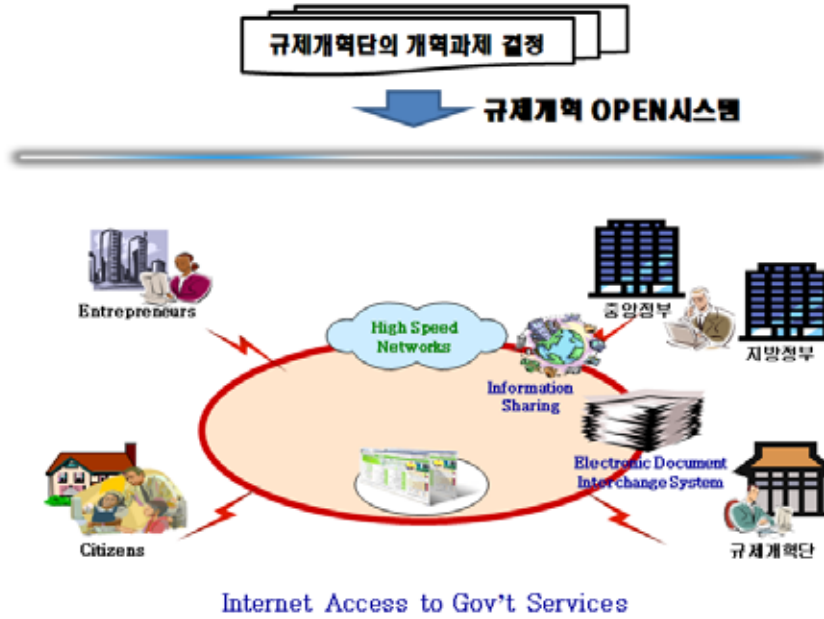 규제개혁단의 개혁과제 결정
규제개혁 OPEN시스템
Entrepreneurs
High Speed
Networks
중앙정부
지방정부
Information
Sharing
Electronic Document
Interchange System
Citizens
규제개혁단
Internet Access to Gov't Services